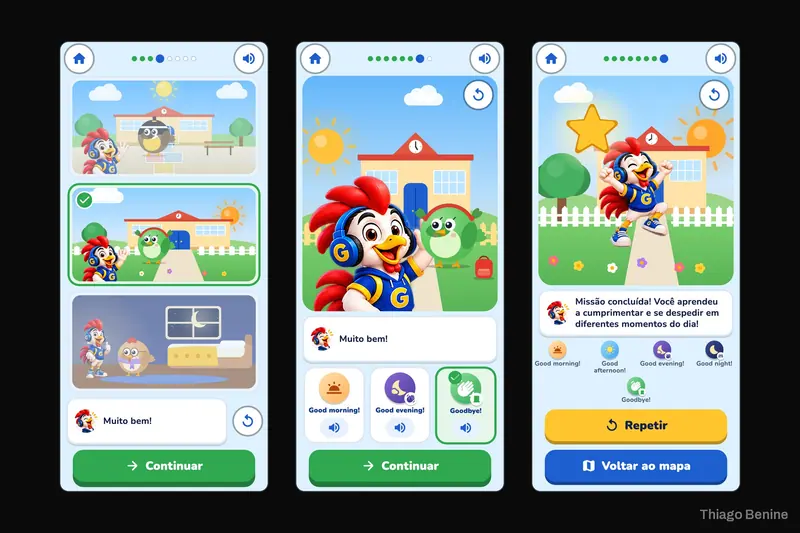 Muito bem!
Continuar
G
G
Muito bem!
Good morning!
Good evening!
Goodbye!
Continuar
G
Missão concluída! Você aprendeu
a cumprimentar e se despedir em
diferentes momentos do dia!
Good morning!
Good
afternoon!
Good evening!
Good night!
Goodbye!
Repetir
Voltar ao mapa
Thiago Benine